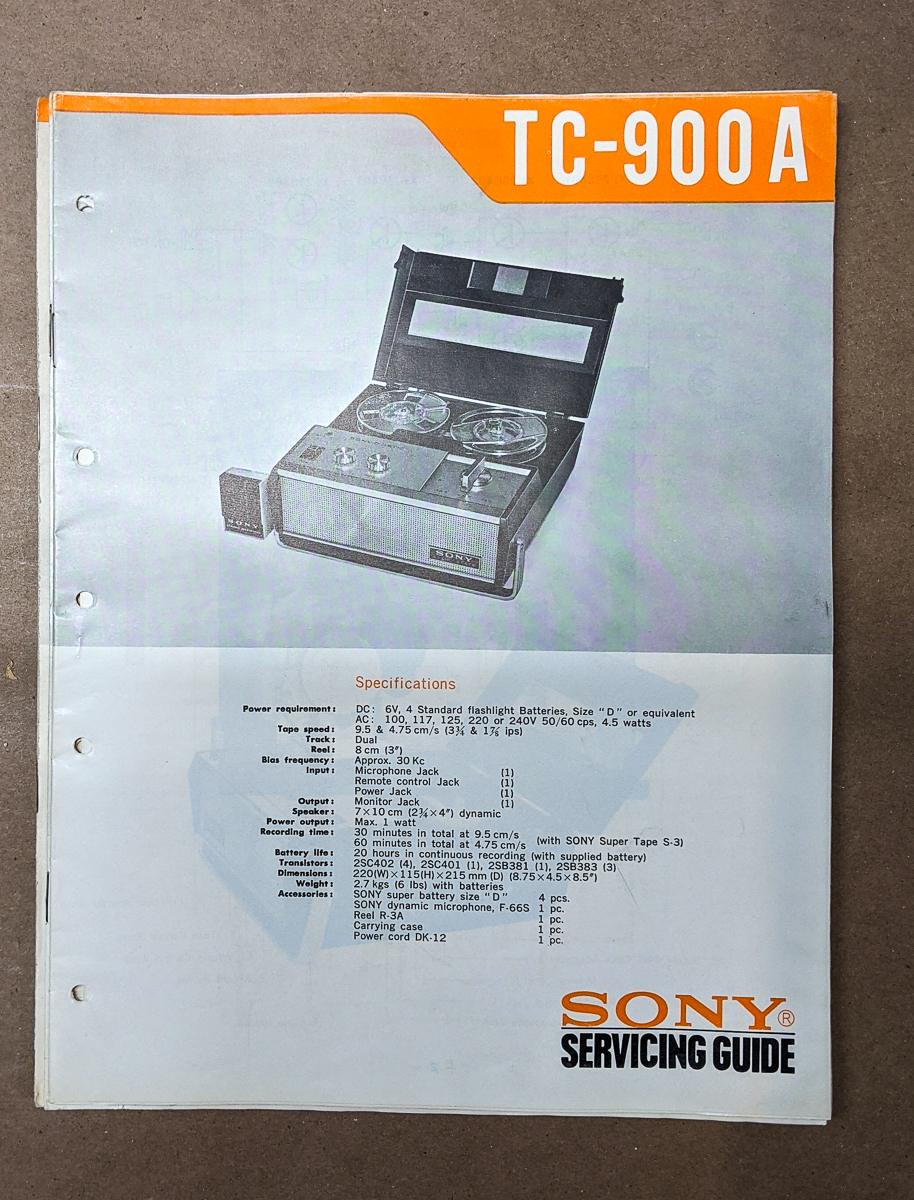 TC-900A
SONY
SONY
Specifications
Power requirement: DC: 6V, 4 Standard flashlight Batteries, Size "D" or equivalent
AC: 100, 117, 125, 220 or 240V 50/60 cps, 4.5 watts
Tape speed: 9.5 & 4.75 cm/s (3¾ & 1⅞ ips)
Track: Dual
Reel: 8 cm (3″)
Bias frequency: Approx. 30 Kc
Input: Microphone Jack (1)
Remote control Jack (1)
Power Jack (1)
Output: Monitor Jack (1)
Speaker: 7×10 cm (2¾×4″) dynamic
Power output: Max. 1 watt
Recording time: 30 minutes in total at 9.5 cm/s
60 minutes in total at 4.75 cm/s (with SONY Super Tape S-3)
Battery life: 20 hours in continuous recording (with supplied battery)
Transistors: 2SC402 (4), 2SC401 (1), 2SB381 (1), 2SB383 (3)
Dimensions: 220(W)×115(H)×215 mm (D) (8.75×4.5×8.5″)
Weight: 2.7 kgs (6 lbs) with batteries
Accessories: SONY super battery size "D" 4 pcs.
SONY dynamic microphone, F-66S 1 pc.
Reel R-3A 1 pc.
Carrying case 1 pc.
Power cord DK-12 1 pc.
SONY®
SERVICING GUIDE